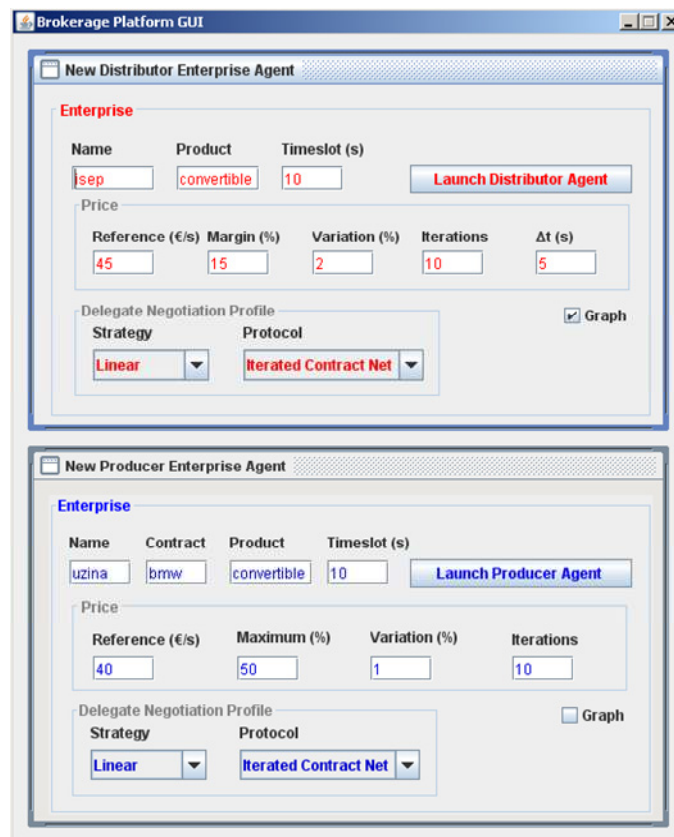 Brokerage Platform GUI
New Distributor Enterprise Agent
Enterprise
Name Product Timeslot (s)
isep convertible 10 Launch Distributor Agent
Price
Reference (€/s) Margin (%) Variation (%) Iterations Δt (s)
45 15 2 10 5
Delegate Negotiation Profile
Graph
Strategy Protocol
Linear Iterated Contract Net
New Producer Enterprise Agent
Enterprise
Name Contract Product Timeslot (s)
uzina bmw convertible 10 Launch Producer Agent
Price
Reference (€/s) Maximum (%) Variation (%) Iterations
40 50 1 10
Delegate Negotiation Profile
Graph
Strategy Protocol
Linear Iterated Contract Net